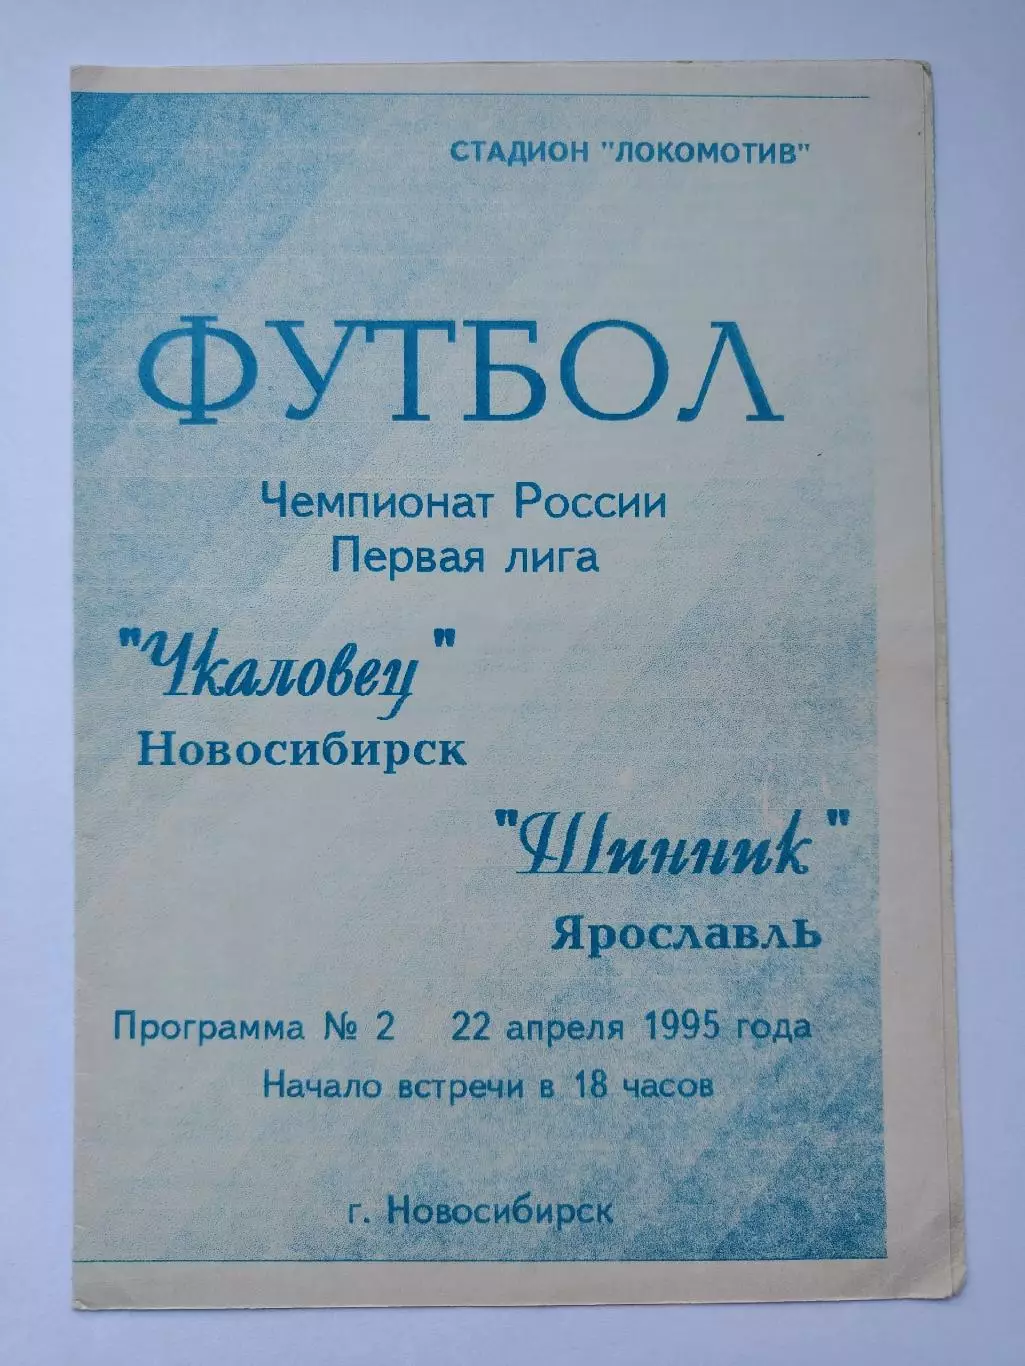 СТАДИОН "ЛОКОМОТИВ"
ФУТБОЛ
Чемпионат России
Первая лига
"Чкаловец"
Новосибирск
"Шинник"
Ярославль
Программа № 2 22 апреля 1995 года
Начало встречи в 18 часов
г. Новосибирск